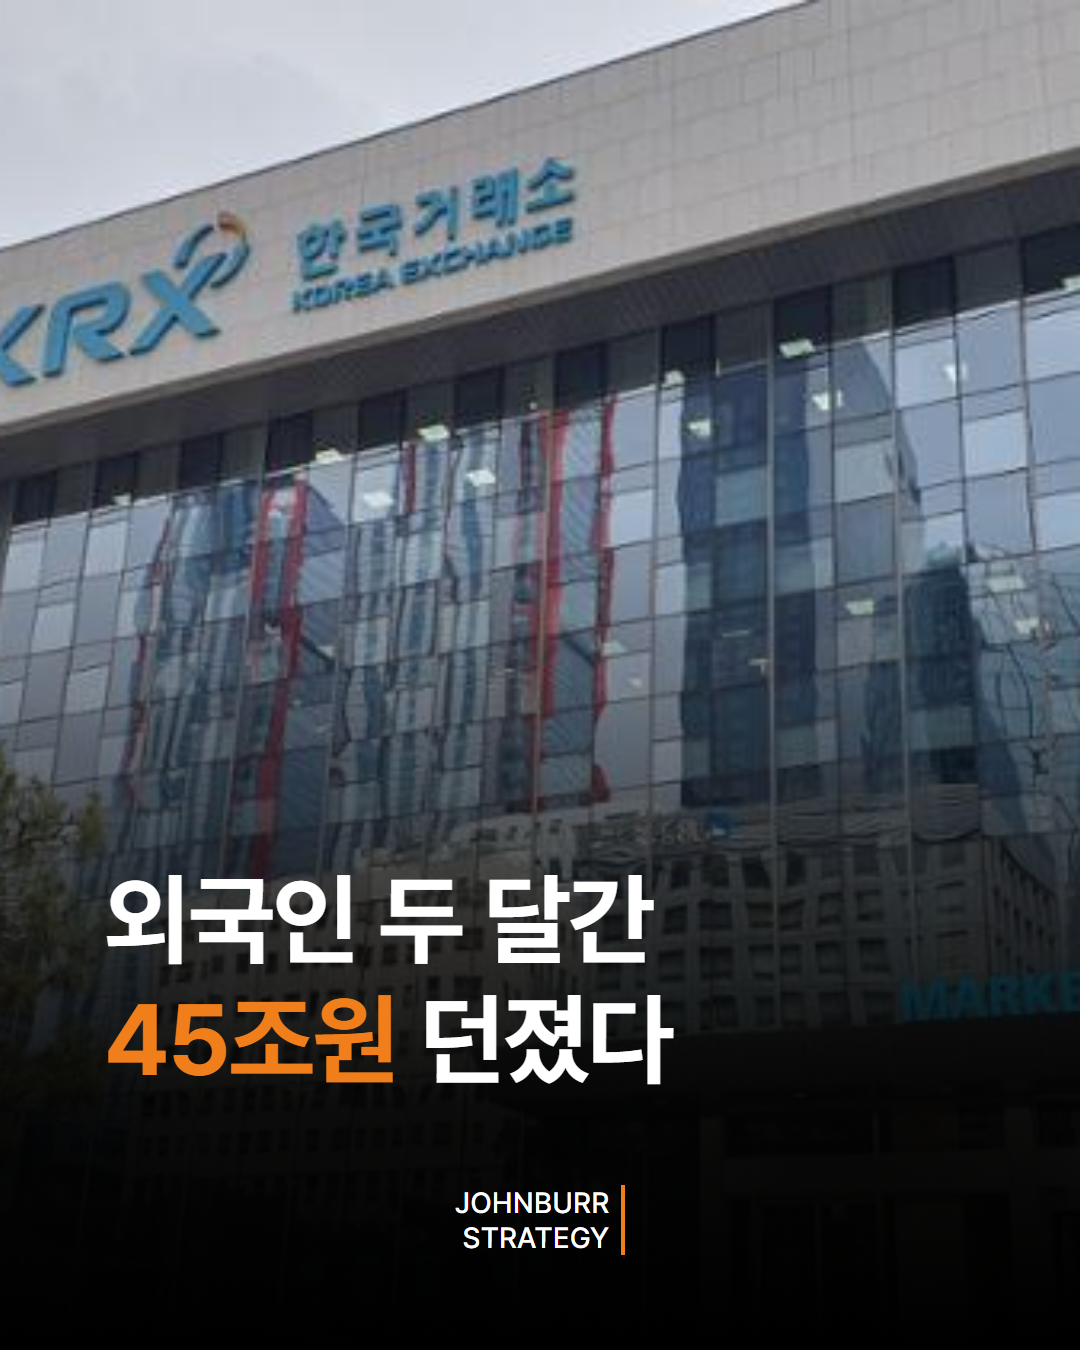 KRX 한국거래소
KOREA EXCHANGE
외국인 두 달간
45조원 던졌다
MARKE
JOHNBURR
STRATEGY